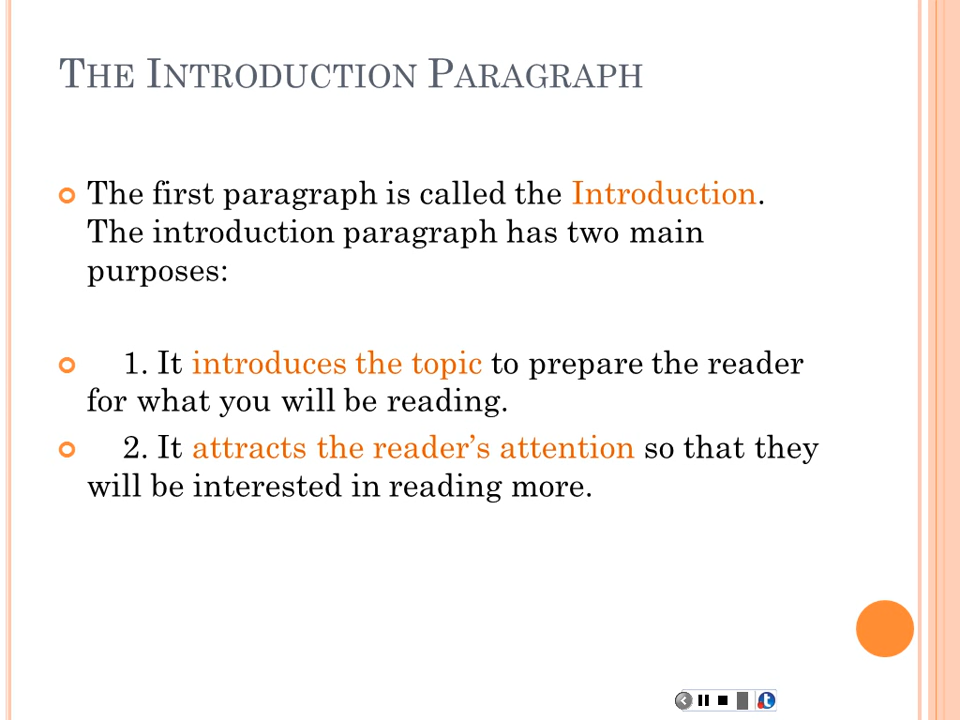 The Introduction Paragraph
The first paragraph is called the Introduction.
The introduction paragraph has two main
purposes:
1. It introduces the topic to prepare the reader
for what you will be reading.
2. It attracts the reader’s attention so that they
will be interested in reading more.
t